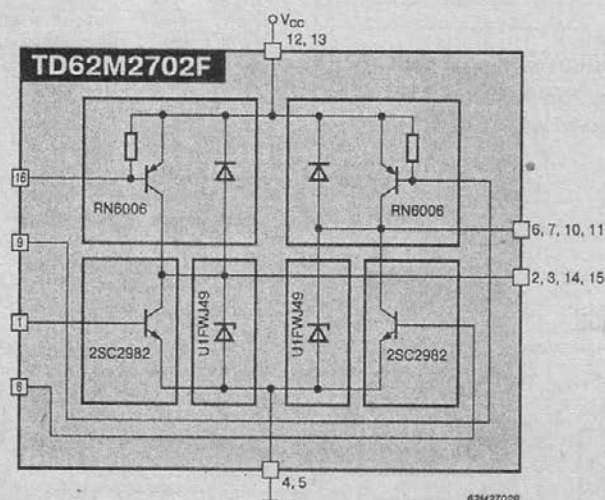 VCC
12, 13
TD62M2702F
16
RN6006
RN6006
9
6, 7, 10, 11
2, 3, 14, 15
U1FWJ49
U1FWJ49
1
2SC2982
2SC2982
8
4, 5
62M2702F